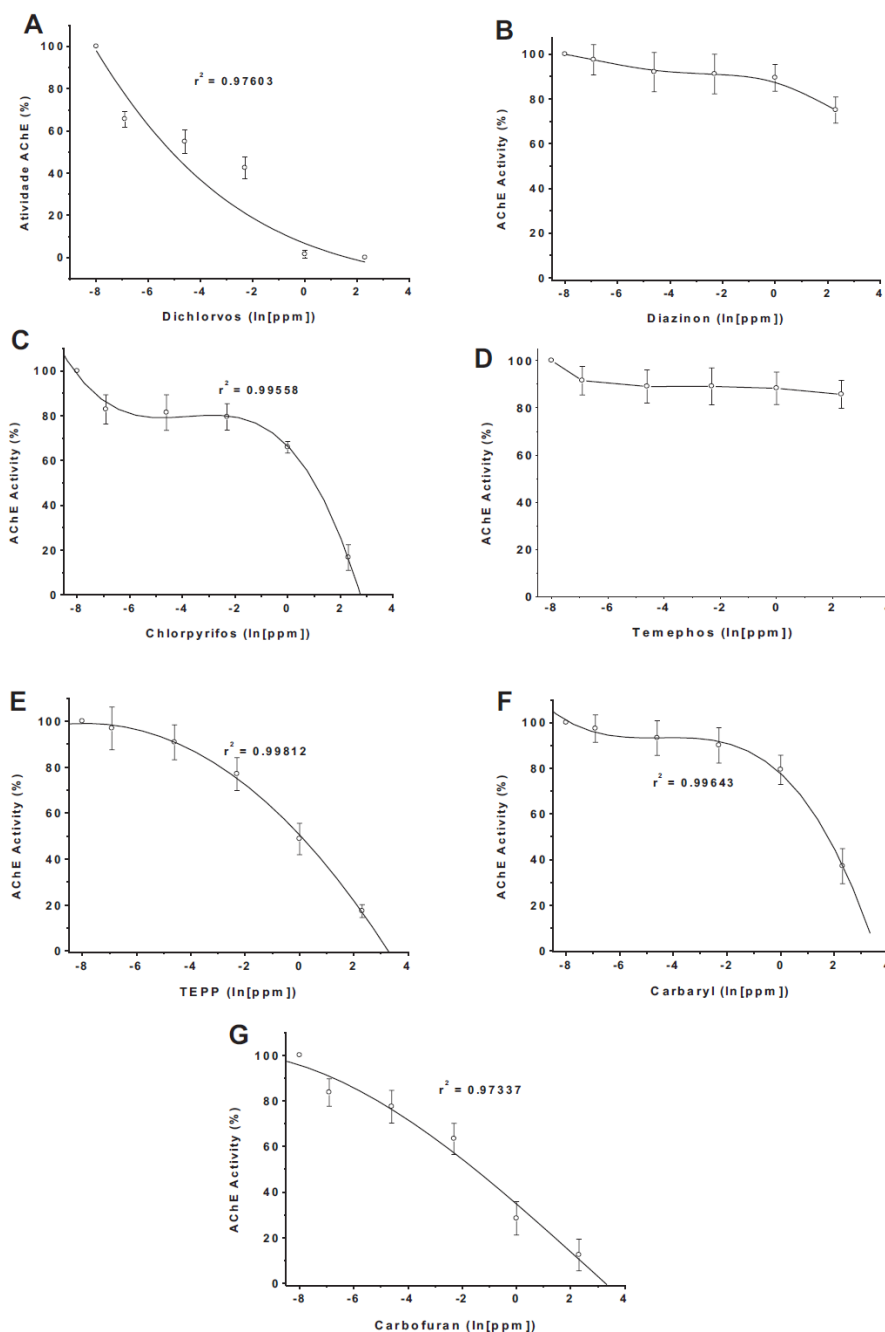 A
100
80
60
40
20
0
Atividade AChE (%)
r² = 0.97603
-8 -6 -4 -2 0 2 4
Dichlorvos (ln[ppm])
B
100
80
60
40
20
0
AChE Activity (%)
-8 -6 -4 -2 0 2 4
Diazinon (ln[ppm])
C
100
80
60
40
20
0
AChE Activity (%)
r² = 0.99558
-8 -6 -4 -2 0 2 4
Chlorpyrifos (ln[ppm])
D
100
80
60
40
20
0
AChE Activity (%)
-8 -6 -4 -2 0 2 4
Temephos (ln[ppm])
E
100
80
60
40
20
0
AChE Activity (%)
r² = 0.99812
-8 -6 -4 -2 0 2 4
TEPP (ln[ppm])
F
100
80
60
40
20
0
AChE Activity (%)
r² = 0.99643
-8 -6 -4 -2 0 2 4
Carbaryl (ln[ppm])
G
100
80
60
40
20
0
AChE Activity (%)
r² = 0.97337
-8 -6 -4 -2 0 2 4
Carbofuran (ln[ppm])